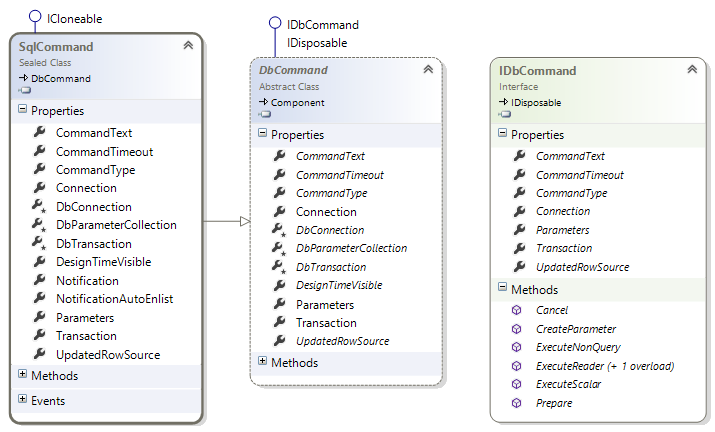 ICloneable
SqlCommand
Sealed Class
DbCommand
Properties
CommandText
CommandTimeout
CommandType
Connection
DbConnection
DbParameterCollection
DbTransaction
DesignTimeVisible
Notification
NotificationAutoEnlist
Parameters
Transaction
UpdatedRowSource
Methods
Events
IDbCommand
IDisposable
DbCommand
Abstract Class
Component
Properties
CommandText
CommandTimeout
CommandType
Connection
DbConnection
DbParameterCollection
DbTransaction
DesignTimeVisible
Parameters
Transaction
UpdatedRowSource
Methods
IDbCommand
Interface
IDisposable
Properties
CommandText
CommandTimeout
CommandType
Connection
Parameters
Transaction
UpdatedRowSource
Methods
Cancel
CreateParameter
ExecuteNonQuery
ExecuteReader (+ 1 overload)
ExecuteScalar
Prepare